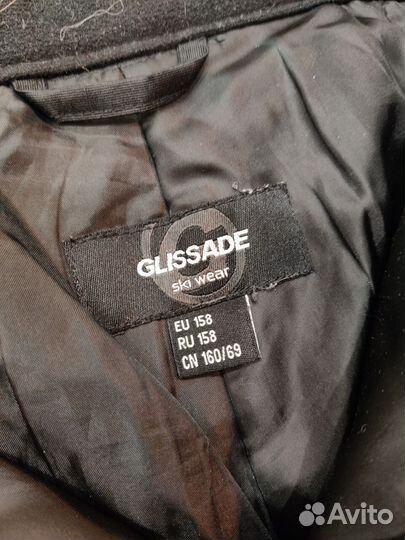 GLISSADE
ski wear
EU 158
RU 158
CN 160/69
Avito